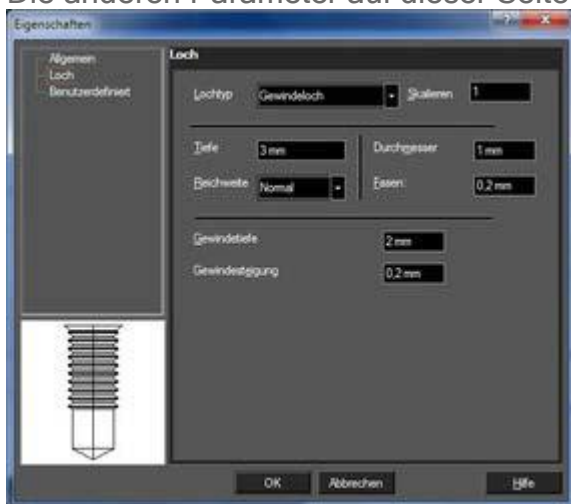 Die anderen Parameter auf dieser Seite
Eigenschaften
Allgemein
Loch
Benutzerdefiniert
Loch
Lochtyp Gewindeloch Skalieren 1
Tiefe 3 mm Durchmesser 1 mm
Reichweite Normal Fasen: 0,2 mm
Gewindetiefe 2 mm
Gewindesteigung 0,2 mm
OK Abbrechen Hilfe